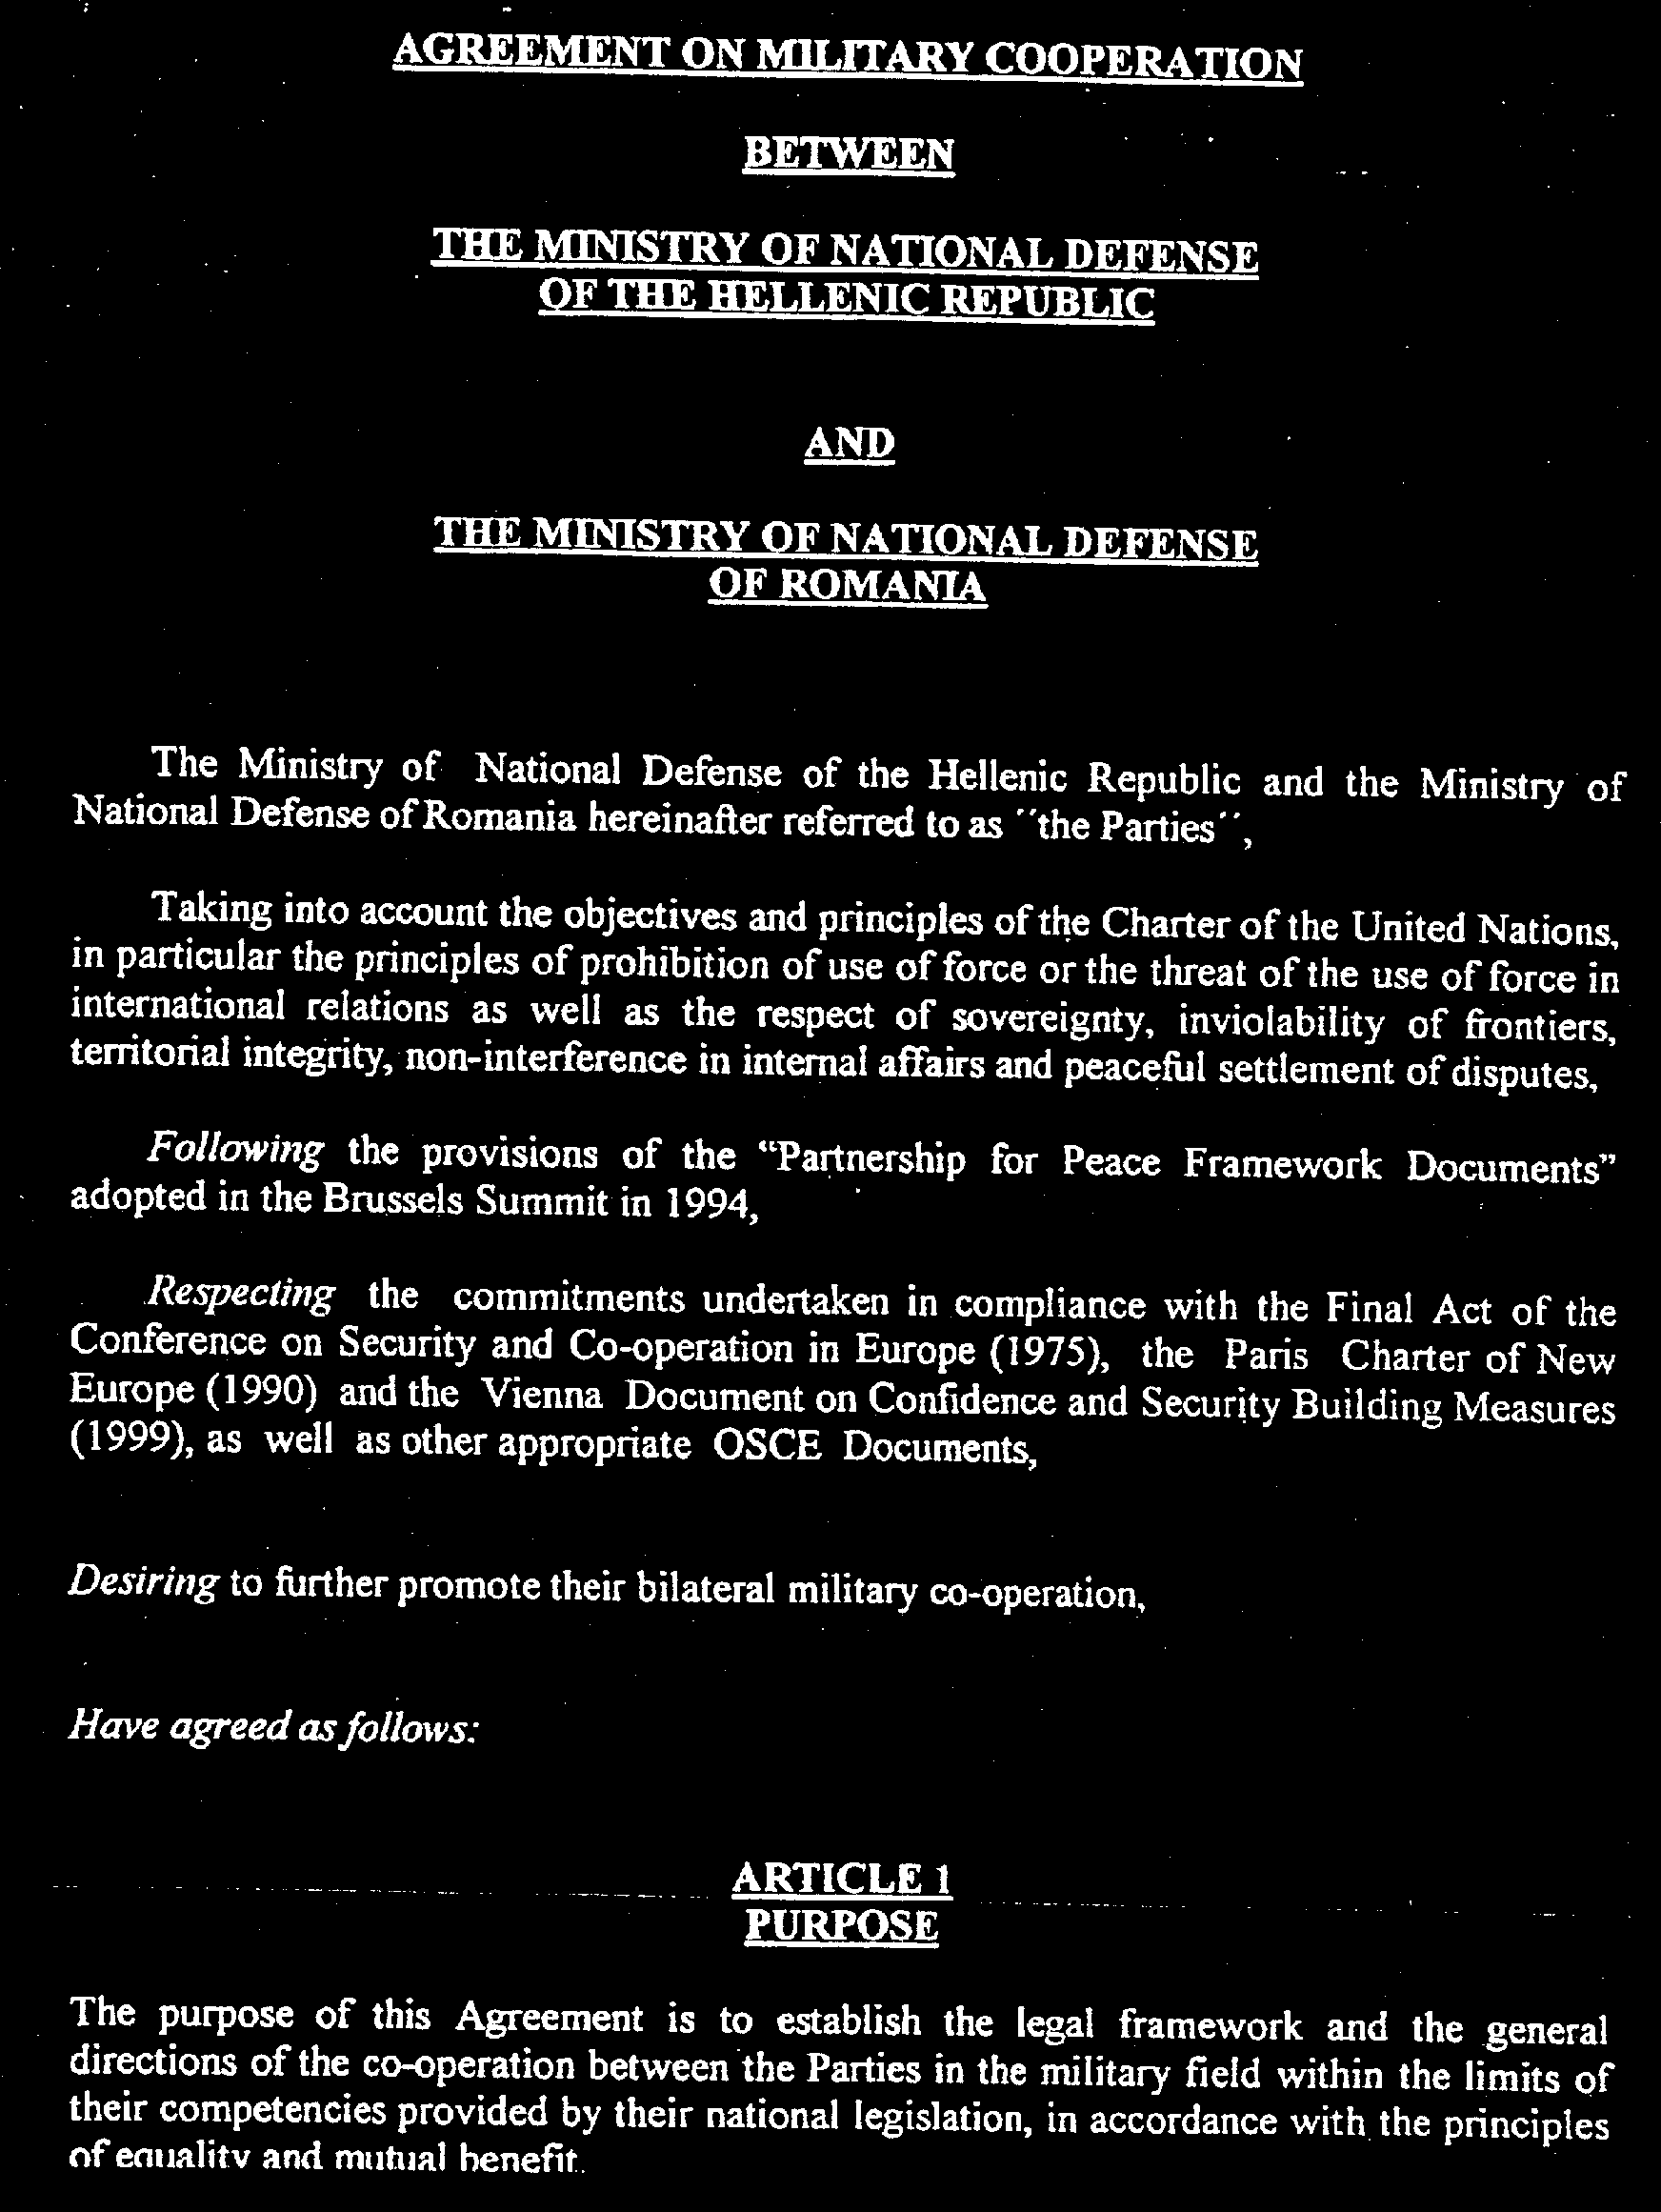 AGREEMENT ON MILITARY COOPERATION
BETWEEN
THE MINISTRY OF NATIONAL DEFENSE
OF THE HELLENIC REPUBLIC
AND
THE MINISTRY OF NATIONAL DEFENSE
OF ROMANIA
The Ministry of National Defense of the Hellenic Republic and the Ministry of
National Defense of Romania hereinafter referred to as ´´the Parties´´,
Taking into account the objectives and principles of the Charter of the United Nations,
in particular the principles of prohibition of use of force or the threat of the use of force in
international relations as well as the respect of sovereignty, inviolability of frontiers,
territorial integrity, non-interference in internal affairs and peaceful settlement of disputes,
Following the provisions of the “Partnership for Peace Framework Documents”
adopted in the Brussels Summit in 1994,
Respecting the commitments undertaken in compliance with the Final Act of the
Conference on Security and Co-operation in Europe (1975), the Paris Charter of New
Europe (1990) and the Vienna Document on Confidence and Security Building Measures
(1999), as well as other appropriate OSCE Documents,
Desiring to further promote their bilateral military co-operation,
Have agreed as follows:
ARTICLE 1
PURPOSE
The purpose of this Agreement is to establish the legal framework and the general
directions of the co-operation between the Parties in the military field within the limits of
their competencies provided by their national legislation, in accordance with the principles
of equality and mutual benefit.